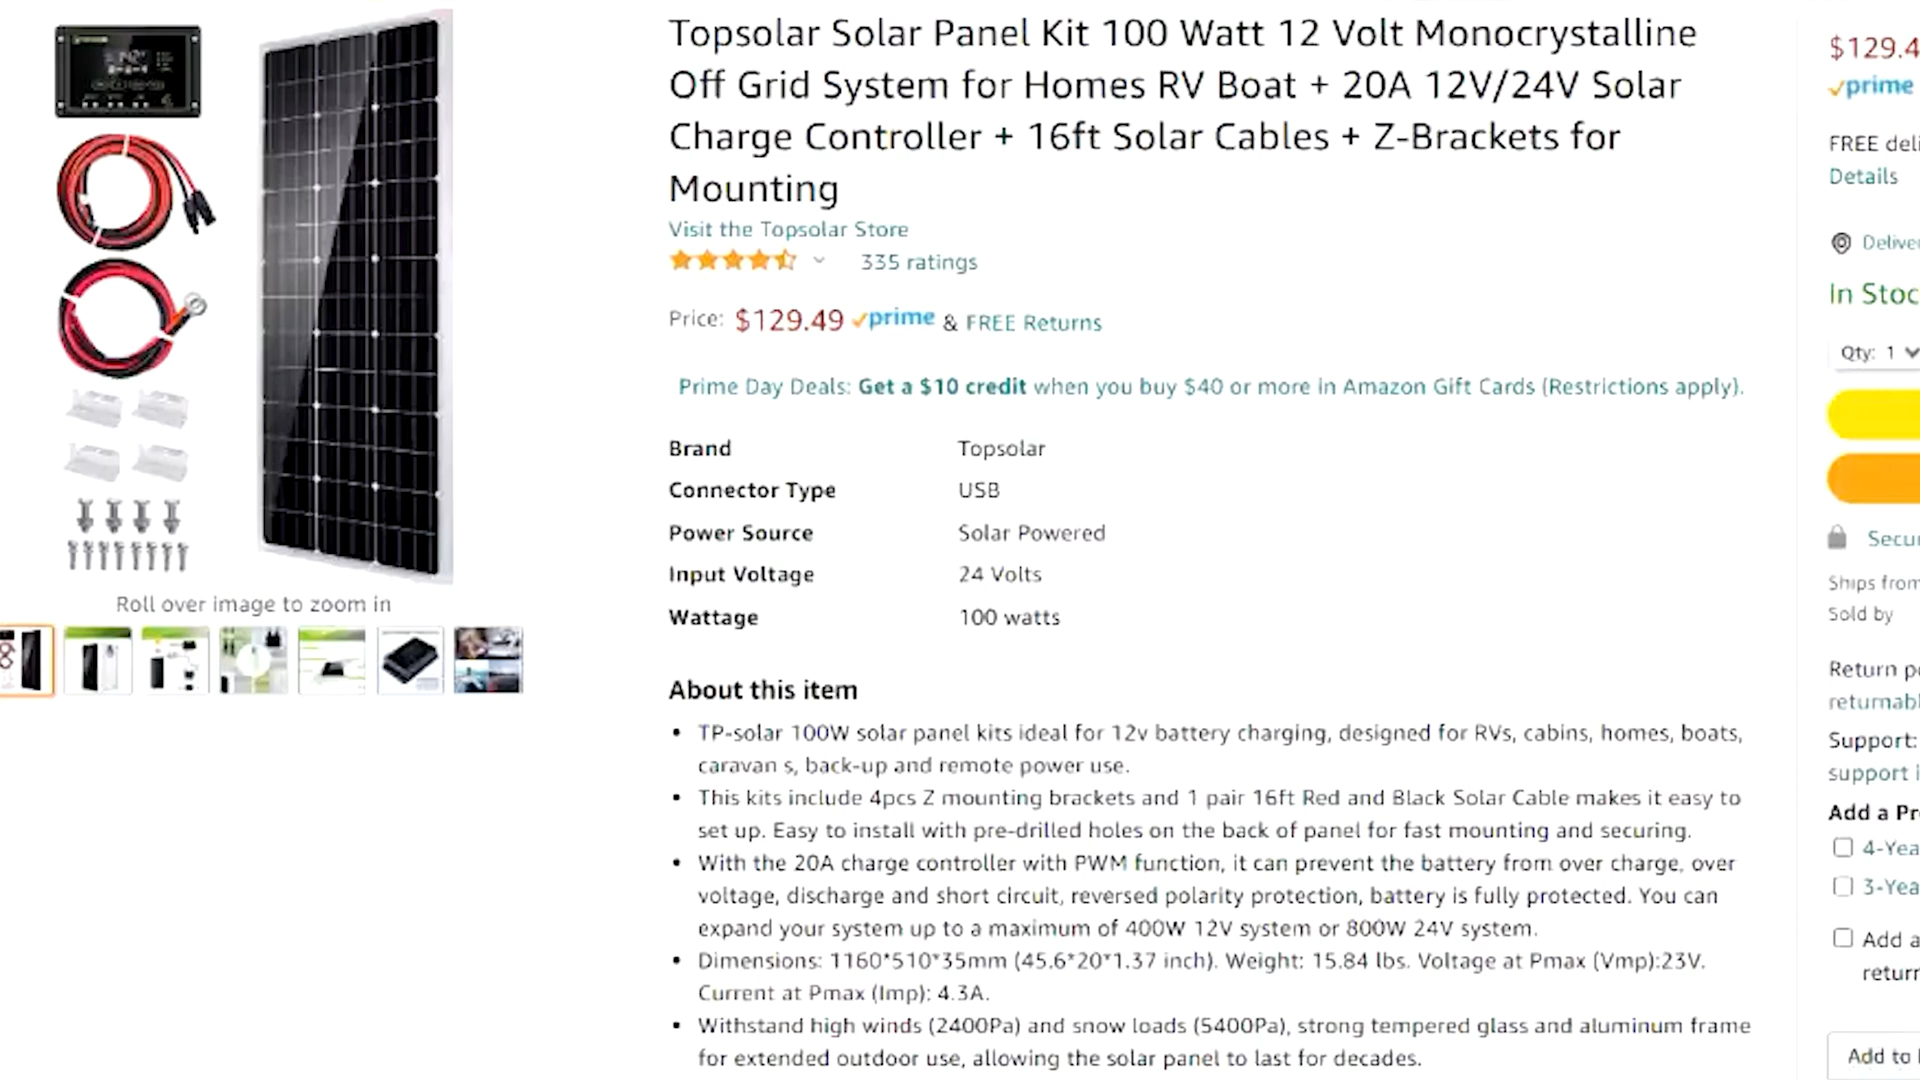 Topsolar Solar Panel Kit 100 Watt 12 Volt Monocrystalline
Off Grid System for Homes RV Boat + 20A 12V/24V Solar
Charge Controller + 16ft Solar Cables + Z-Brackets for
Mounting
Visit the Topsolar Store
335 ratings
Price: $129.49 prime & FREE Returns
Prime Day Deals: Get a $10 credit when you buy $40 or more in Amazon Gift Cards (Restrictions apply).
Brand Topsolar
Connector Type USB
Power Source Solar Powered
Input Voltage 24 Volts
Wattage 100 watts
About this item
• TP-solar 100W solar panel kits ideal for 12v battery charging, designed for RVs, cabins, homes, boats,
caravan s, back-up and remote power use.
• This kits include 4pcs Z mounting brackets and 1 pair 16ft Red and Black Solar Cable makes it easy to
set up. Easy to install with pre-drilled holes on the back of panel for fast mounting and securing.
• With the 20A charge controller with PWM function, it can prevent the battery from over charge, over
voltage, discharge and short circuit, reversed polarity protection, battery is fully protected. You can
expand your system up to a maximum of 400W 12V system or 800W 24V system.
• Dimensions: 1160*510*35mm (45.6*20*1.37 inch). Weight: 15.84 lbs. Voltage at Pmax (Vmp):23V.
Current at Pmax (Imp): 4.3A.
• Withstand high winds (2400Pa) and snow loads (5400Pa), strong tempered glass and aluminum frame
for extended outdoor use, allowing the solar panel to last for decades.
Roll over image to zoom in
$129.4
prime
FREE deli
Details
Delive
In Stoc
Qty: 1
Secu
Ships from
Sold by
Return p
returnabl
Support:
support i
Add a Pr
4-Yea
3-Yea
Add a
return
Add to